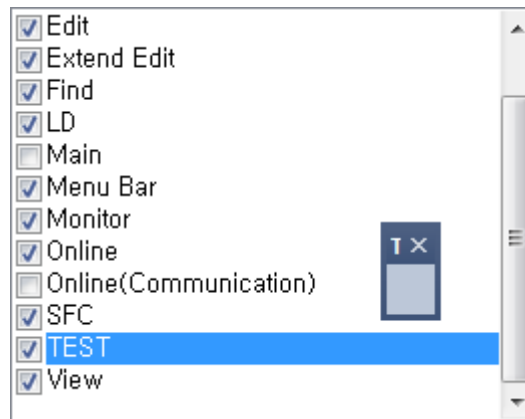 Edit
Extend Edit
Find
LD
Main
Menu Bar
Monitor
Online
T
Online(Communication)
SFC
TEST
View